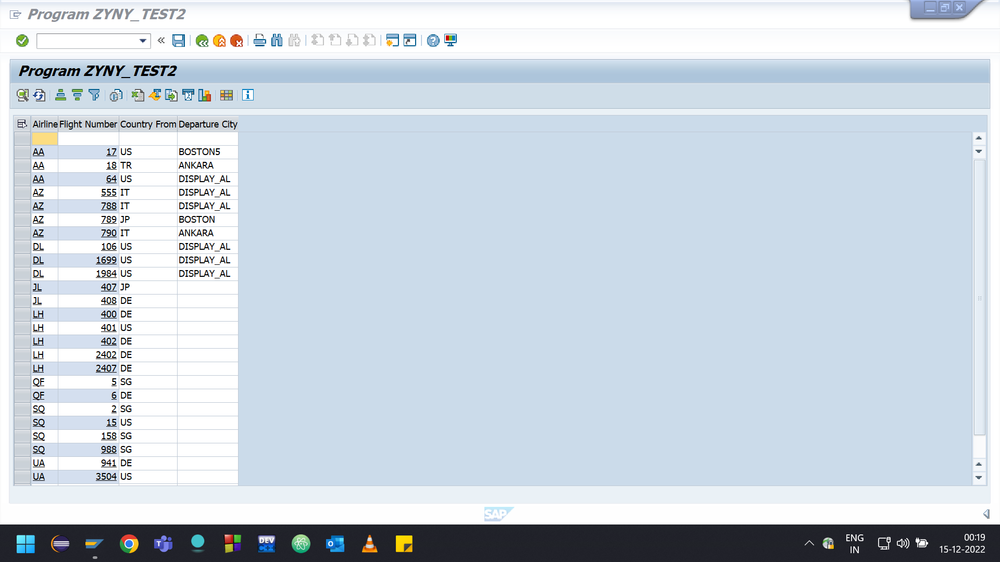 Program ZYNY_TEST2
Program ZYNY_TEST2
Airline Flight Number Country From Departure City
AA 17 US BOSTON5
AA 18 TR ANKARA
AA 64 US DISPLAY_AL
AZ 555 IT DISPLAY_AL
AZ 788 IT DISPLAY_AL
AZ 789 JP BOSTON
AZ 790 IT ANKARA
DL 106 US DISPLAY_AL
DL 1699 US DISPLAY_AL
DL 1984 US DISPLAY_AL
JL 407 JP
JL 408 DE
LH 400 DE
LH 401 US
LH 402 DE
LH 2402 DE
LH 2407 DE
QF 5 SG
QF 6 DE
SQ 2 SG
SQ 15 US
SQ 158 SG
SQ 988 SG
UA 941 DE
UA 3504 US
SAP
DEV
C++
ENG
IN
00:19
15-12-2022